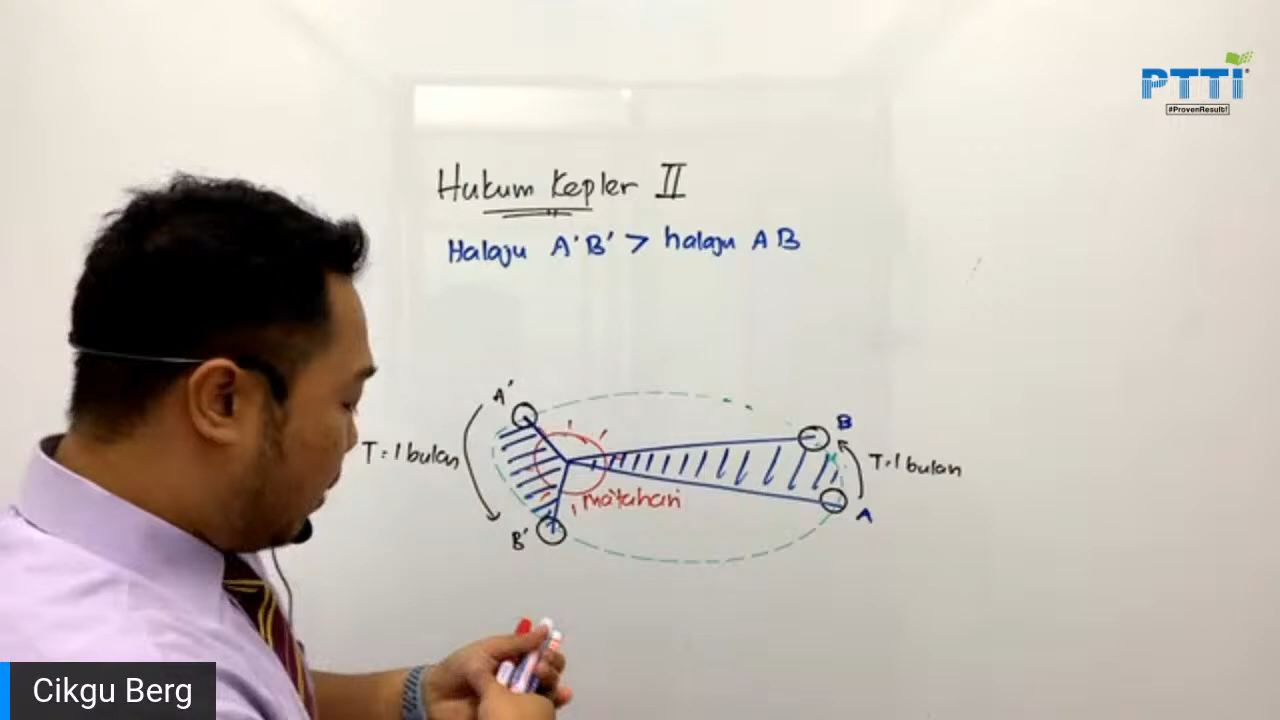 PTTI
#ProvenResult!
Hukum Kepler II
Halaju A'B' > halaju AB
A'
B
T=1 bulan
T=1 bulan
matahari
A
B'
Cikgu Berg